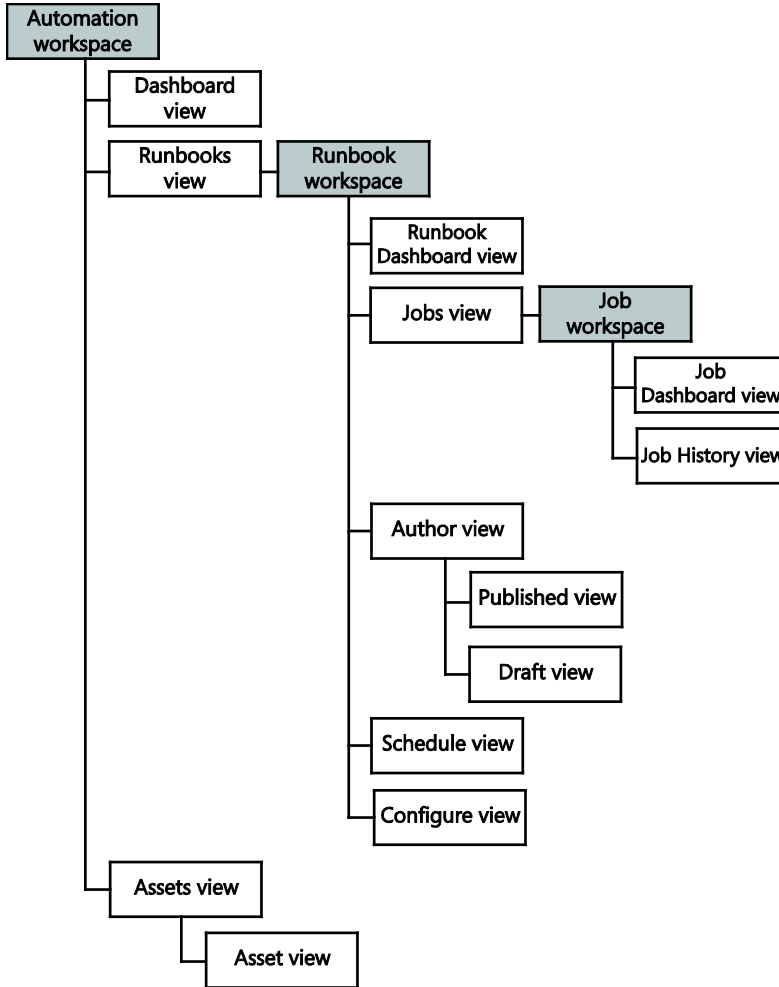 Automation
workspace
Dashboard
view
Runbooks
view
Runbook
workspace
Runbook
Dashboard view
Jobs view
Job
workspace
Job
Dashboard view
Job History view
Author view
Published view
Draft view
Schedule view
Configure view
Assets view
Asset view